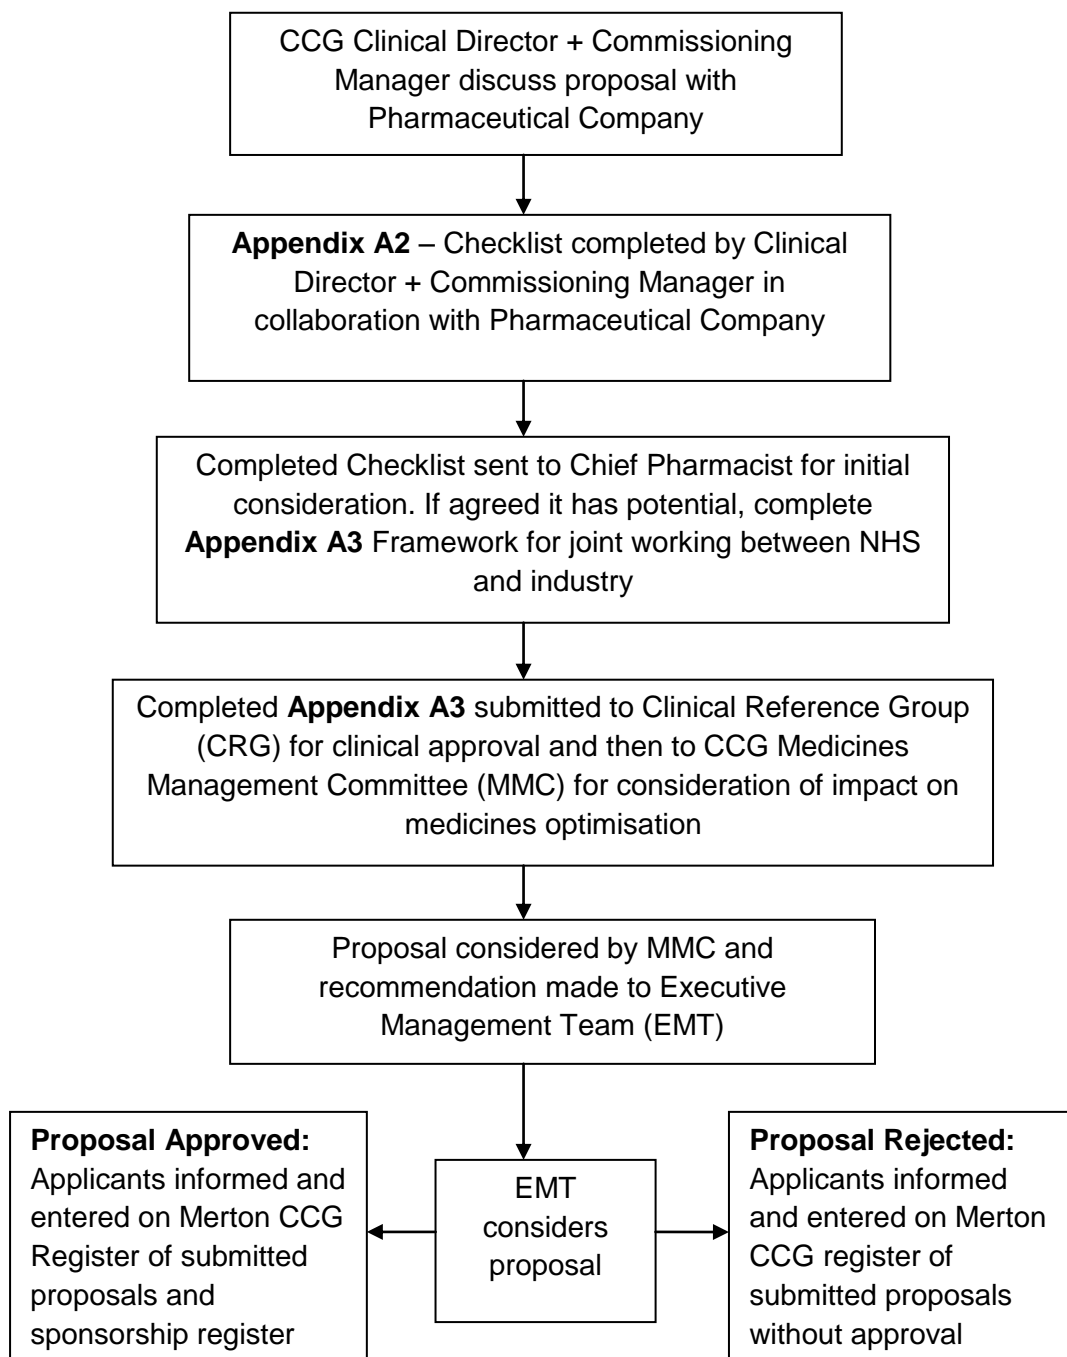 CCG Clinical Director + Commissioning
Manager discuss proposal with
Pharmaceutical Company
Appendix A2 – Checklist completed by Clinical
Director + Commissioning Manager in
collaboration with Pharmaceutical Company
Completed Checklist sent to Chief Pharmacist for initial
consideration. If agreed it has potential, complete
Appendix A3 Framework for joint working between NHS
and industry
Completed Appendix A3 submitted to Clinical Reference Group
(CRG) for clinical approval and then to CCG Medicines
Management Committee (MMC) for consideration of impact on
medicines optimisation
Proposal considered by MMC and
recommendation made to Executive
Management Team (EMT)
Proposal Approved:
Applicants informed and
entered on Merton CCG
Register of submitted
proposals and
sponsorship register
EMT
considers
proposal
Proposal Rejected:
Applicants informed
and entered on Merton
CCG register of
submitted proposals
without approval